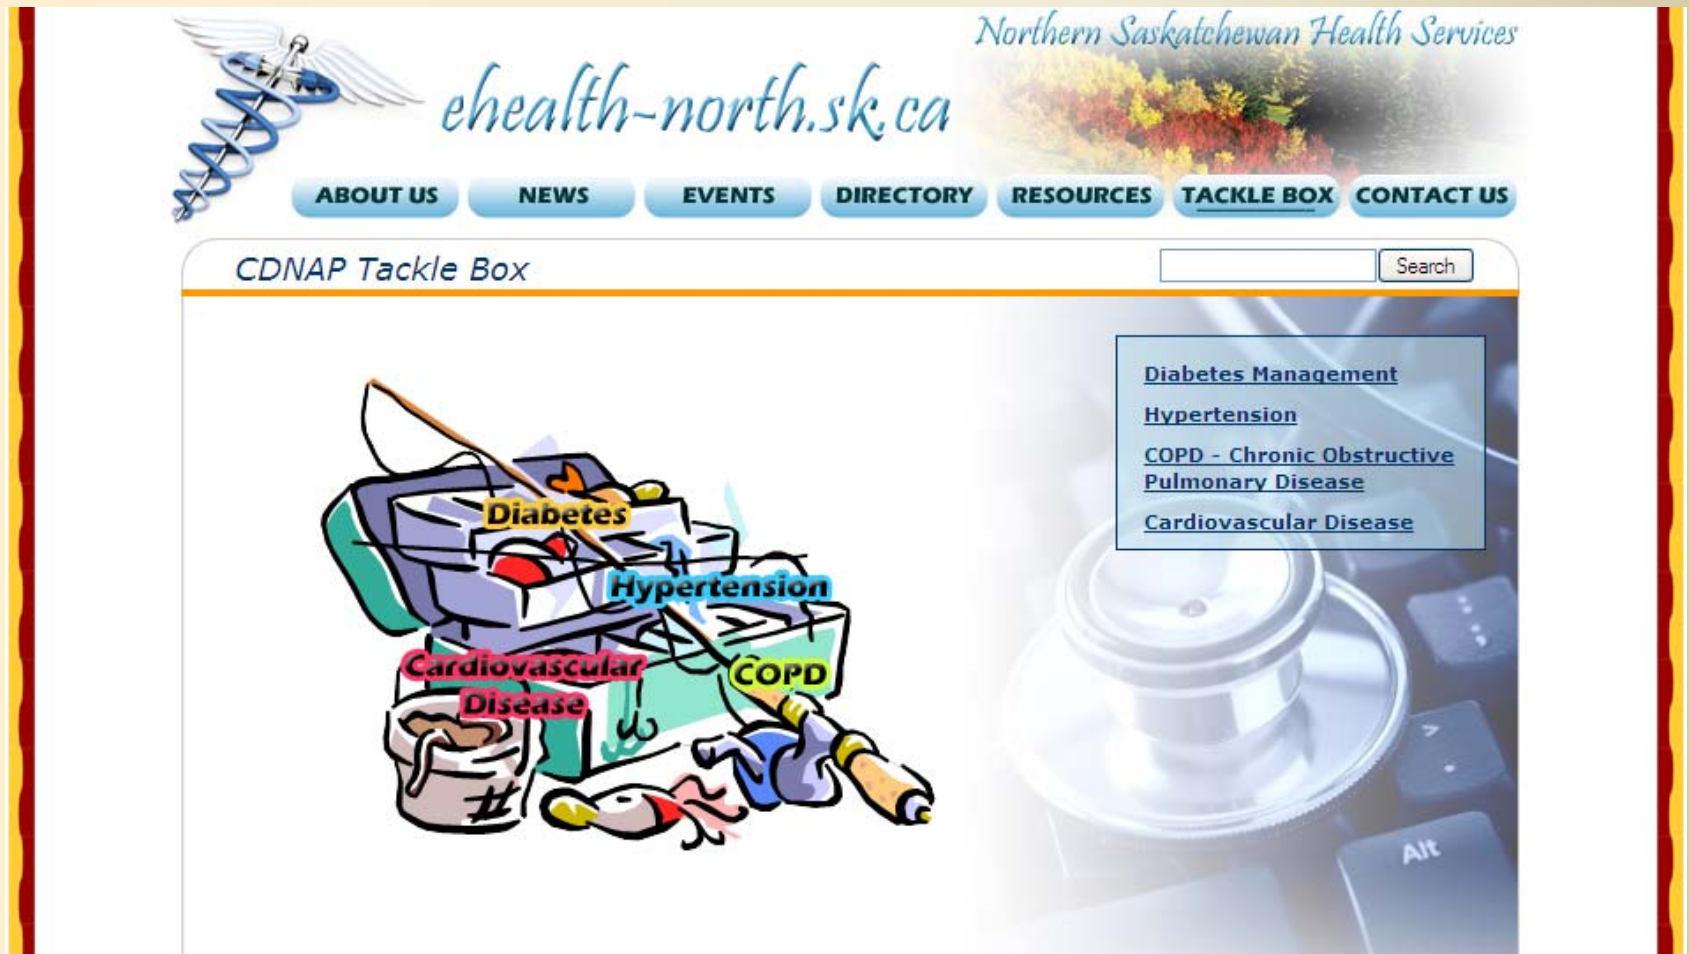 Northern Saskatchewan Health Services
ehealth-north.sk.ca
ABOUT US NEWS EVENTS DIRECTORY RESOURCES TACKLE BOX CONTACT US
CDNAP Tackle Box
Search
Diabetes Management
Hypertension
COPD - Chronic Obstructive
Pulmonary Disease
Cardiovascular Disease
Diabetes
Hypertension
Cardiovascular
Disease
COPD
Alt